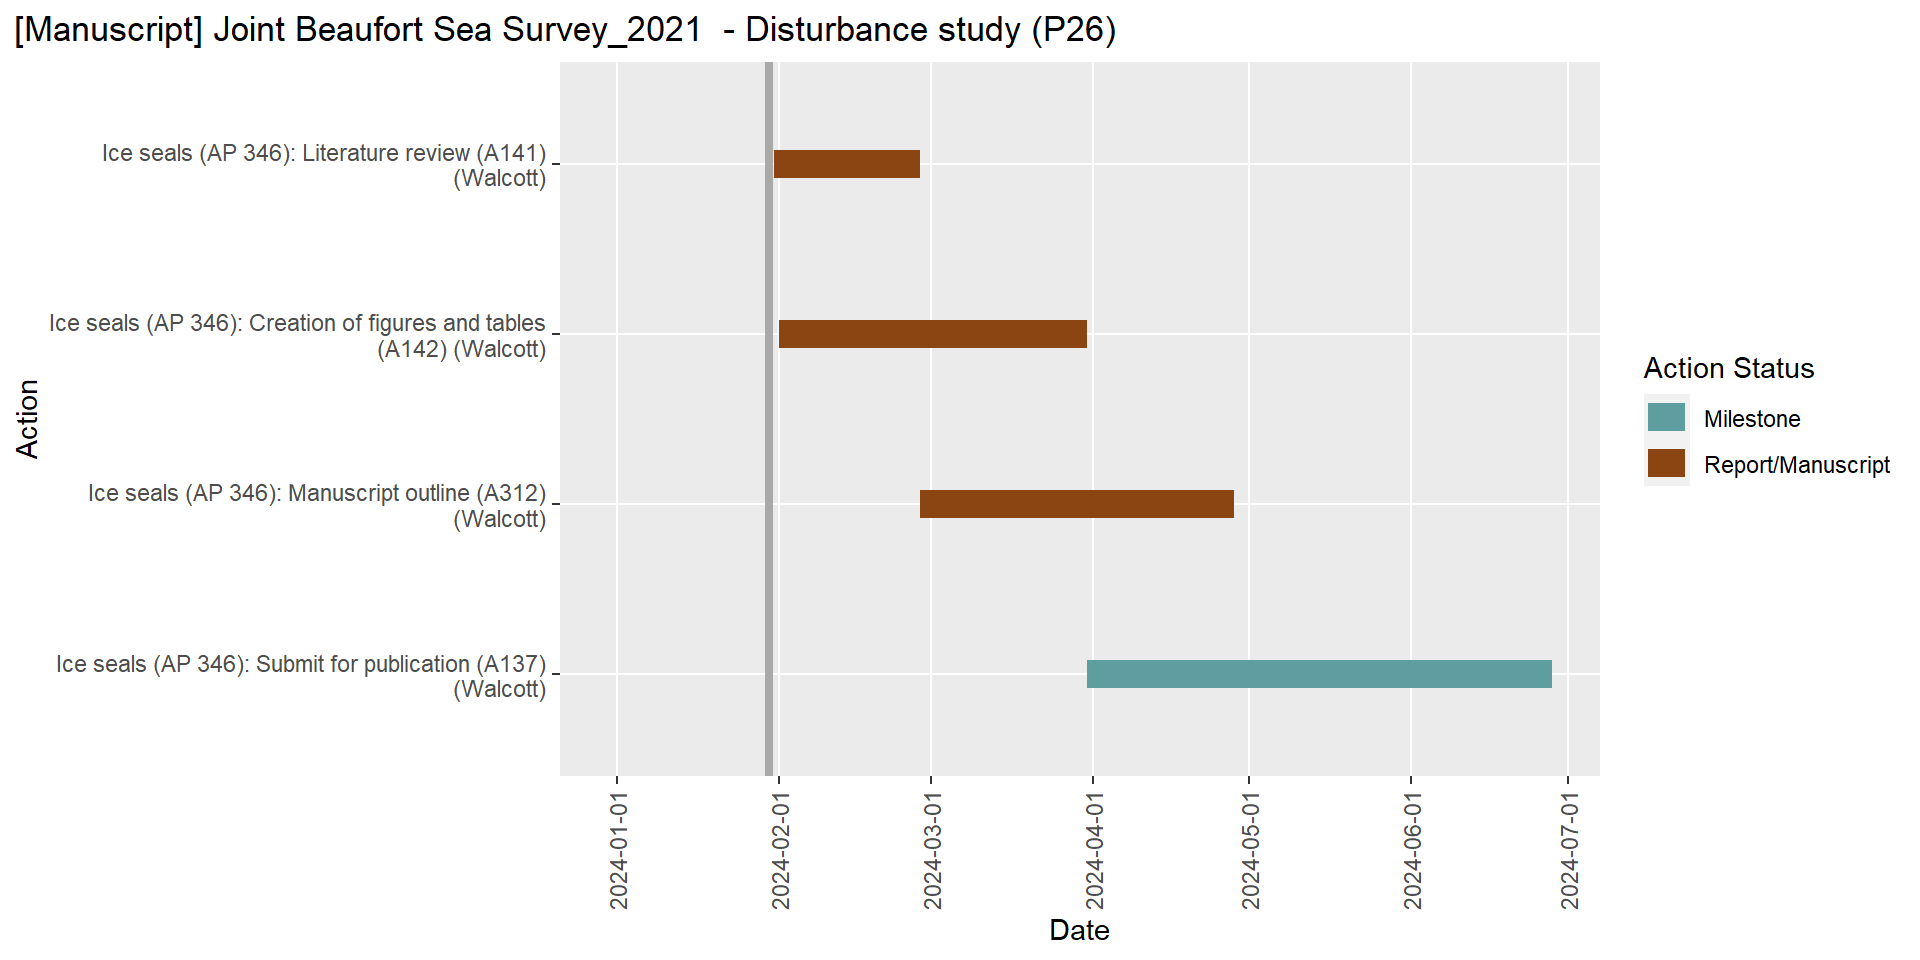 [Manuscript] Joint Beaufort Sea Survey_2021  - Disturbance study (P26)
Ice seals (AP 346): Literature review (A141)
(Walcott)
Ice seals (AP 346): Creation of figures and tables
(A142) (Walcott)
Ice seals (AP 346): Manuscript outline (A312)
(Walcott)
Ice seals (AP 346): Submit for publication (A137)
(Walcott)
Action
2024-01-01
2024-02-01
2024-03-01
2024-04-01
2024-05-01
2024-06-01
2024-07-01
Date
Action Status
Milestone
Report/Manuscript